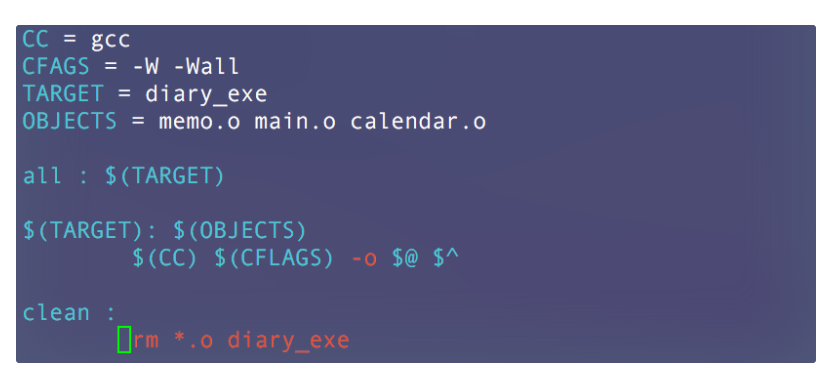 CC = gcc
CFAGS = -W -Wall
TARGET = diary_exe
OBJECTS = memo.o main.o calendar.o
all : $(TARGET)
$(TARGET): $(OBJECTS)
$(CC) $(CFLAGS) -o $@ $^
clean :
rm *.o diary_exe